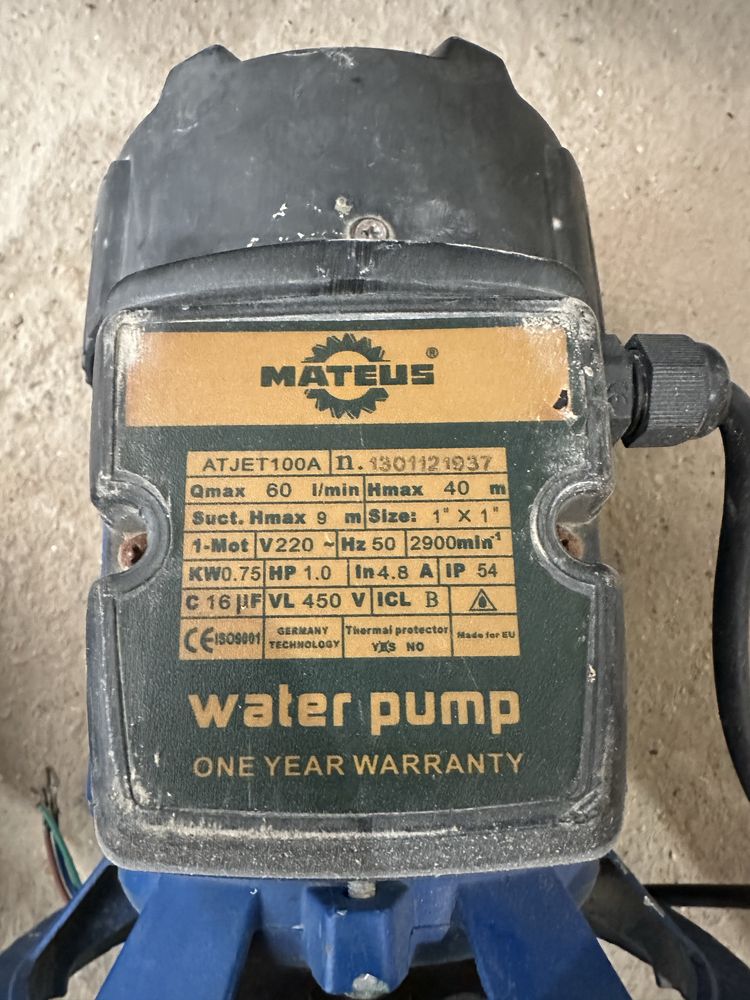 MATEUS ®
ATJET100A n. 1301121937
Qmax 60 l/min Hmax 40 m
Suct. Hmax 9 m Size: 1" X 1"
1-Mot V220 ~ Hz 50 2900min-1
KW0.75 HP 1.0 In4.8 A IP 54
C 16 µF VL 450 V ICL B
CE ISO9001 GERMANY TECHNOLOGY Thermal protector YES NO Made for EU
water pump
ONE YEAR WARRANTY